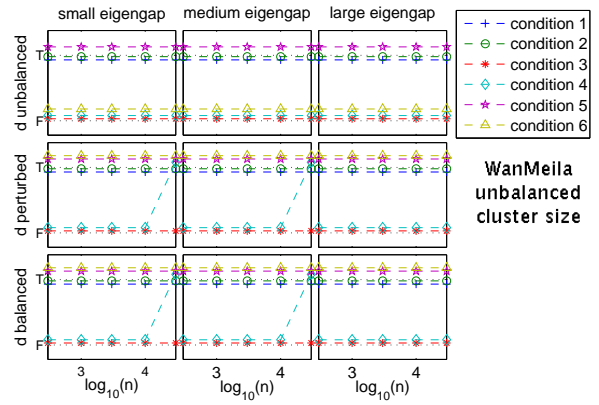 small eigengap medium eigengap large eigengap
condition 1
condition 2
condition 3
condition 4
condition 5
condition 6
d unbalanced
T
F
WanMeila
unbalanced
cluster size
d perturbed
T
F
d balanced
T
F
3 4 3 4 3 4
log10(n) log10(n) log10(n)